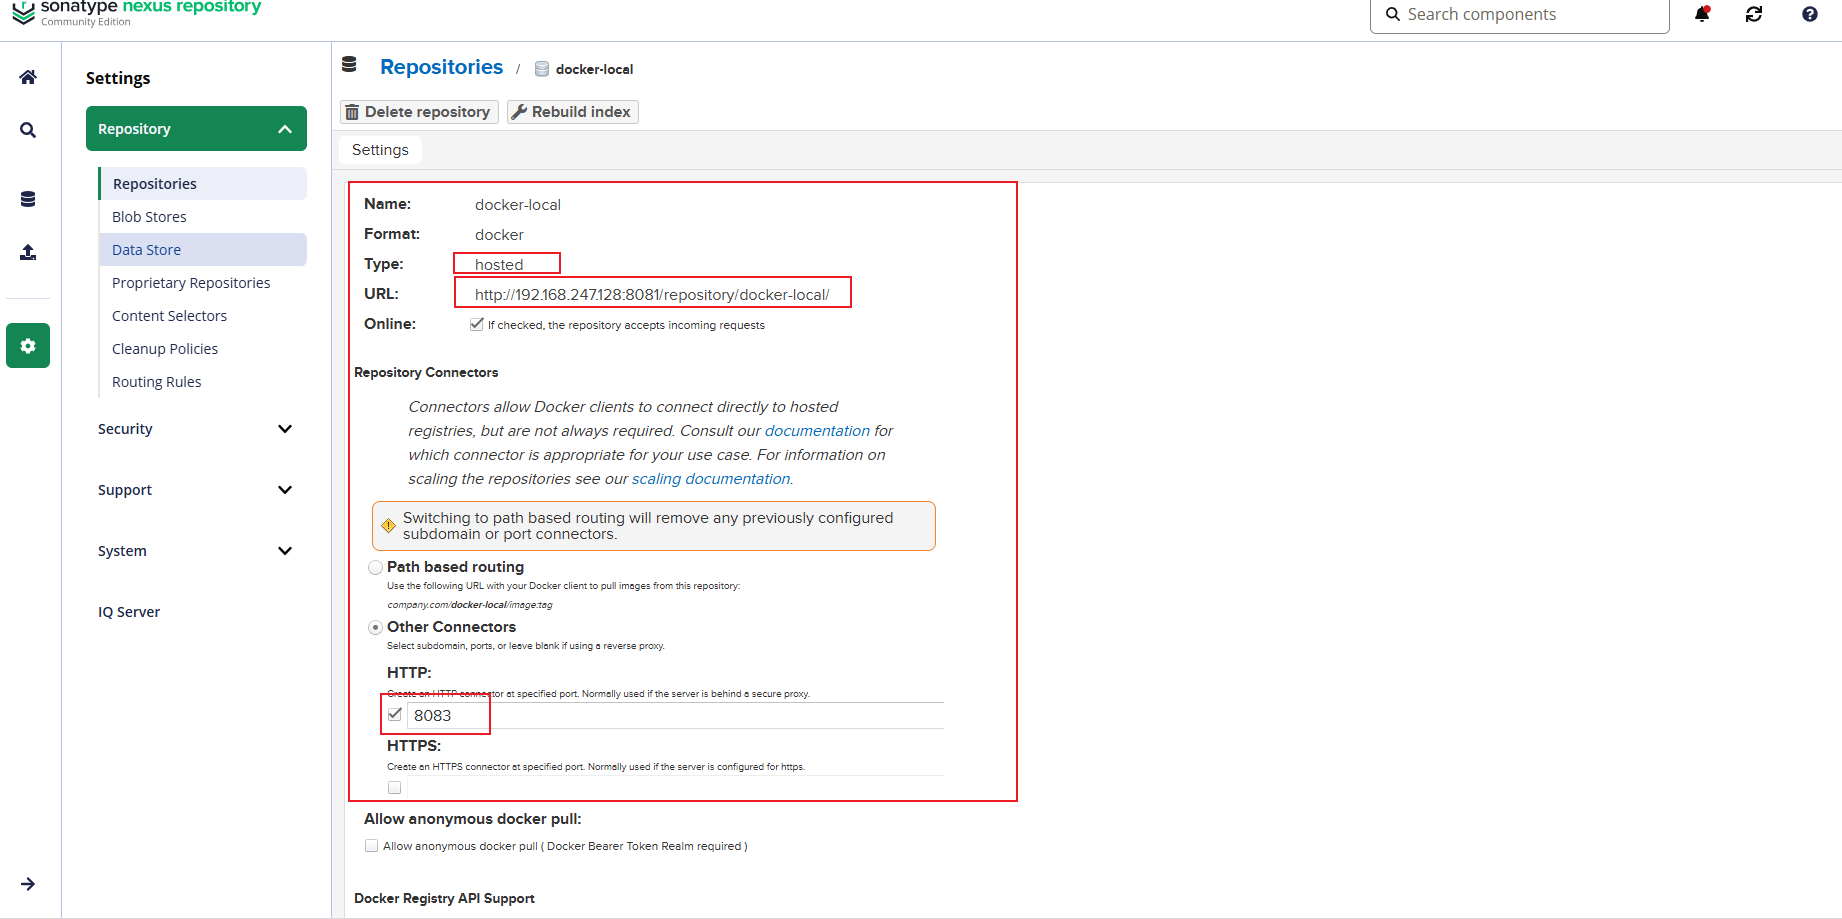 sonatype nexus repository
Community Edition
Search components
Settings
Repository
Repositories
Blob Stores
Data Store
Proprietary Repositories
Content Selectors
Cleanup Policies
Routing Rules
Security
Support
System
IQ Server
Repositories / docker-local
Delete repository
Rebuild index
Settings
Name: docker-local
Format: docker
Type: hosted
URL: http://192.168.247.128:8081/repository/docker-local/
Online: If checked, the repository accepts incoming requests
Repository Connectors
Connectors allow Docker clients to connect directly to hosted
registries, but are not always required. Consult our documentation for
which connector is appropriate for your use case. For information on
scaling the repositories see our scaling documentation.
Switching to path based routing will remove any previously configured
subdomain or port connectors.
Path based routing
Use the following URL with your Docker client to pull images from this repository:
company.com/docker-local/image:tag
Other Connectors
Select subdomain, ports, or leave blank if using a reverse proxy.
HTTP:
Create an HTTP connector at specified port. Normally used if the server is behind a secure proxy.
8083
HTTPS:
Create an HTTPS connector at specified port. Normally used if the server is configured for https.
Allow anonymous docker pull:
Allow anonymous docker pull ( Docker Bearer Token Realm required )
Docker Registry API Support